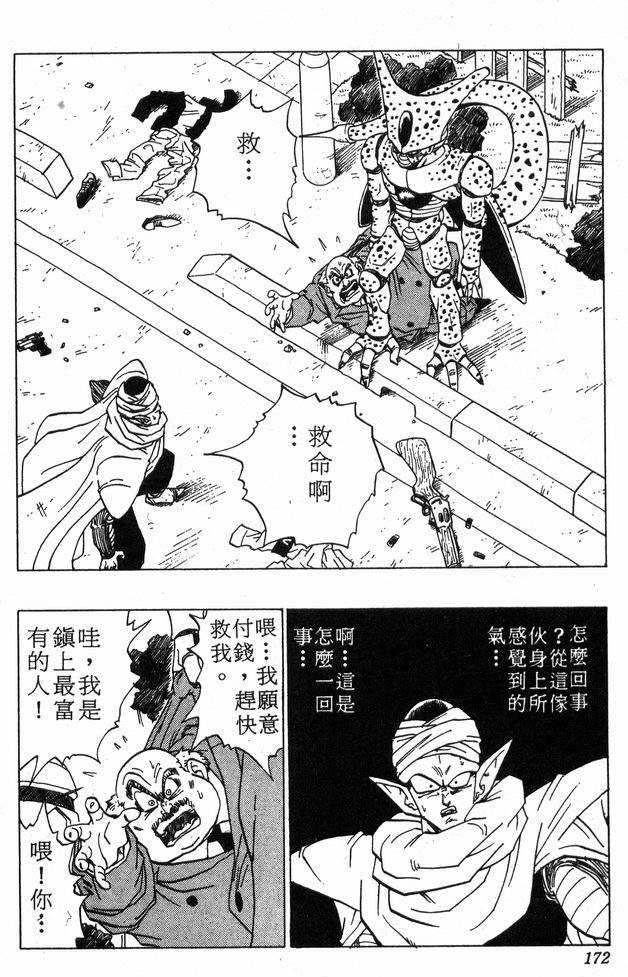 救…
救命啊
…
怎麼回事
？從這傢
伙身上所
感覺到的
氣…
啊…這是
怎麼一回
事…
喂…我願意
付錢，趕快
救我。
哇，我是
鎮上最富
有的人！
喂！你…
172